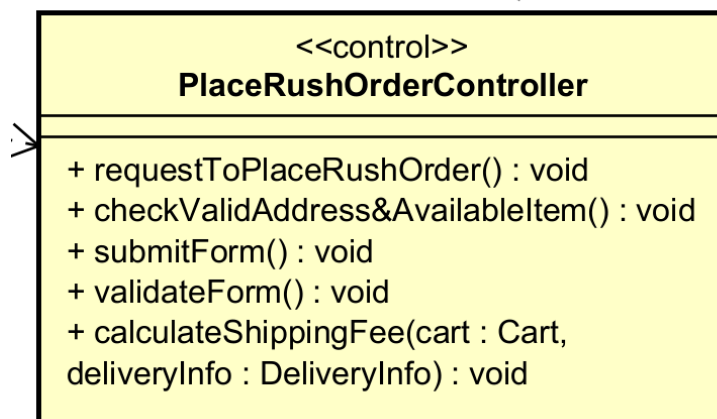 <<control>>
PlaceRushOrderController
+ requestToPlaceRushOrder() : void
+ checkValidAddress&AvailableItem() : void
+ submitForm() : void
+ validateForm() : void
+ calculateShippingFee(cart : Cart,
deliveryInfo : DeliveryInfo) : void